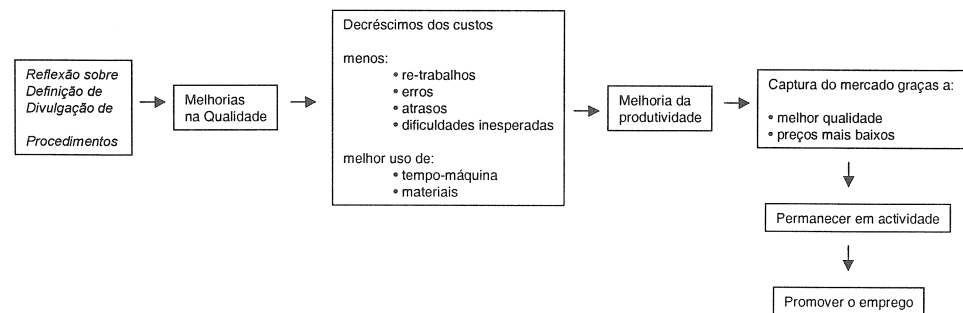 Reflexão sobre
Definição de
Divulgação de
Procedimentos
Melhorias
na Qualidade
Decréscimos dos custos
menos:
• re-trabalhos
• erros
• atrasos
• dificuldades inesperadas
melhor uso de:
• tempo-máquina
• materiais
Melhoria da
produtividade
Captura do mercado graças a:
• melhor qualidade
• preços mais baixos
Permanecer em actividade
Promover o emprego